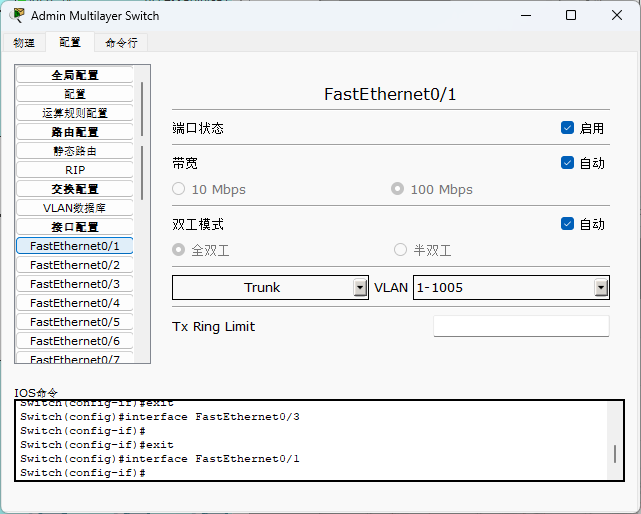 Admin Multilayer Switch
物理 配置 命令行
全局配置
配置
运算规则配置
路由配置
静态路由
RIP
交换配置
VLAN数据库
接口配置
FastEthernet0/1
FastEthernet0/2
FastEthernet0/3
FastEthernet0/4
FastEthernet0/5
FastEthernet0/6
FastEthernet0/7
FastEthernet0/1
端口状态 启用
带宽 自动
10 Mbps 100 Mbps
双工模式 自动
全双工 半双工
Trunk VLAN 1-1005
Tx Ring Limit
IOS命令
Switch(config-if)#exit
Switch(config)#interface FastEthernet0/3
Switch(config-if)#
Switch(config-if)#exit
Switch(config)#interface FastEthernet0/1
Switch(config-if)#